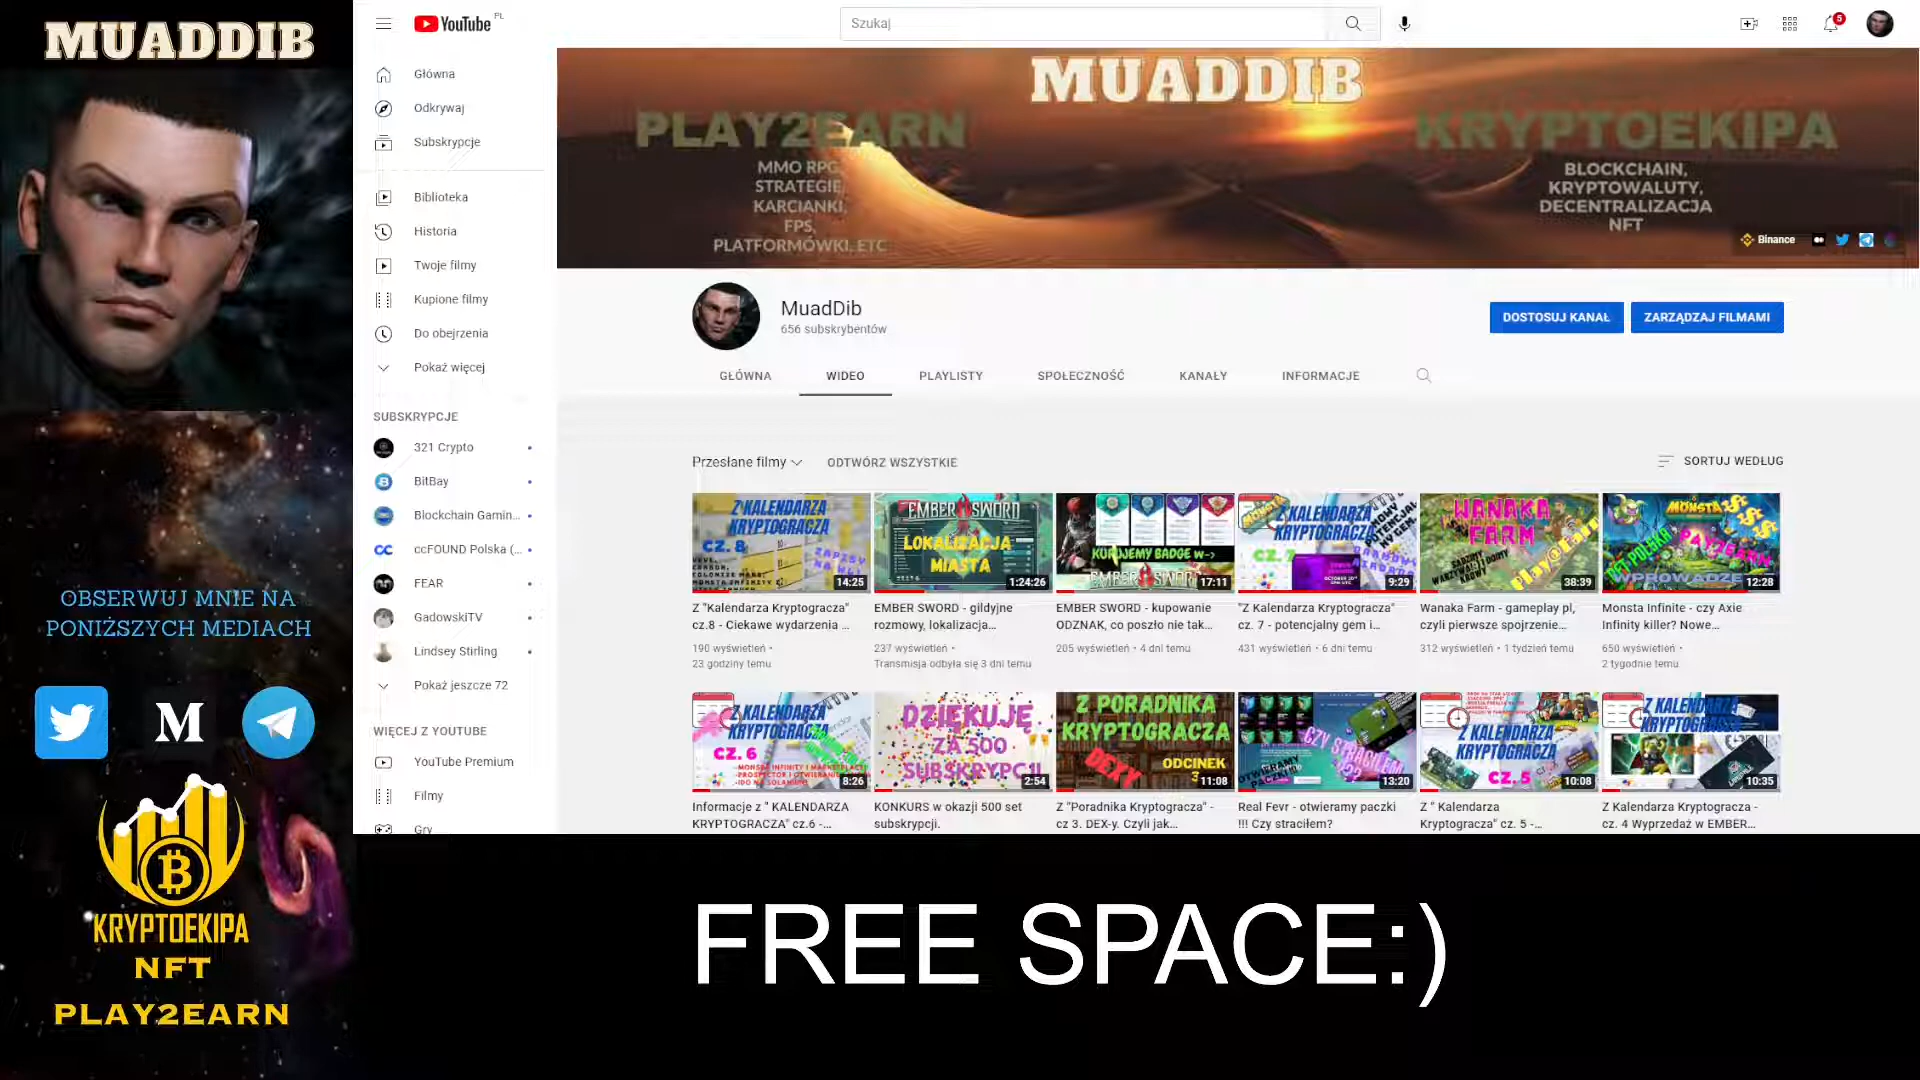 MUADDIB
OBSERWUJ MNIE NA
PONIŻSZYCH MEDIACH
M
KRYPTOEKIPA
NFT
PLAY2EARN
YouTube PL
Szukaj
5
Główna
Odkrywaj
Subskrypcje
Biblioteka
Historia
Twoje filmy
Kupione filmy
Do obejrzenia
Pokaż więcej
SUBSKRYPCJE
321 Crypto
BitBay
Blockchain Gamin...
ccFOUND Polska (...
FEAR
GadowskiTV
Lindsey Stirling
Pokaż jeszcze 72
WIĘCEJ Z YOUTUBE
YouTube Premium
Filmy
Gry
MUADDIB
PLAY2EARN
MMO RPG,
STRATEGIE,
KARCIANKI,
FPS,
PLATFORMÓWKI, ETC
KRYPTOEKIPA
BLOCKCHAIN,
KRYPTOWALUTY,
DECENTRALIZACJA
NFT
Binance
MuadDib
656 subskrybentów
DOSTOSUJ KANAŁ
ZARZĄDZAJ FILMAMI
GŁÓWNA
WIDEO
PLAYLISTY
SPOŁECZNOŚĆ
KANAŁY
INFORMACJE
Przesłane filmy
ODTWÓRZ WSZYSTKIE
SORTUJ WEDŁUG
Z KALENDARZA
KRYPTOGRACZA
CZ. 8
14:25
Z "Kalendarza Kryptogracza"
cz.8 - Ciekawe wydarzenia ...
190 wyświetleń •
23 godziny temu
EMBER SWORD
LOKALIZACJA
MIASTA
1:24:26
EMBER SWORD - gildyjne
rozmowy, lokalizacja...
237 wyświetleń •
Transmisja odbyła się 3 dni temu
KUPUJEMY BADGE W->
EMBER SWORD
17:11
EMBER SWORD - kupowanie
ODZNAK, co poszło nie tak...
205 wyświetleń • 4 dni temu
Z KALENDARZA
KRYPTOGRACZA
CZ. 7
9:29
"Z Kalendarza Kryptogracza"
cz. 7 - potencjalny gem i...
431 wyświetleń • 6 dni temu
WANAKA
FARM
38:39
Wanaka Farm - gameplay pl,
czyli pierwsze spojrzenie...
312 wyświetleń • 1 tydzień temu
MONSTA
NFT POLSKA
WPROWADZE
12:28
Monsta Infinite - czy Axie
Infinity killer? Nowe...
650 wyświetleń •
2 tygodnie temu
Z KALENDARZA
KRYPTOGRACZA
CZ. 6
8:26
Informacje z " KALENDARZA
KRYPTOGRACZA" cz.6 -...
DZIĘKUJĘ
ZA 500
SUBSKRYPCJI
2:54
KONKURS w okazji 500 set
subskrypcji.
Z PORADNIKA
KRYPTOGRACZA
DEXY
ODCINEK
3
11:08
Z "Poradnika Kryptogracza" -
cz 3. DEX-y. Czyli jak...
CZY STRACIŁEM
OTWIERAMY
PACZKI
13:20
Real Fevr - otwieramy paczki
!!! Czy straciłem?
Z KALENDARZA
KRYPTOGRACZA
CZ. 5
10:08
Z " Kalendarza
Kryptogracza" cz. 5 -...
Z KALENDARZA
KRYPTOGRACZA
10:35
Z Kalendarza Kryptogracza -
cz. 4 Wyprzedaż w EMBER...
FREE SPACE:)